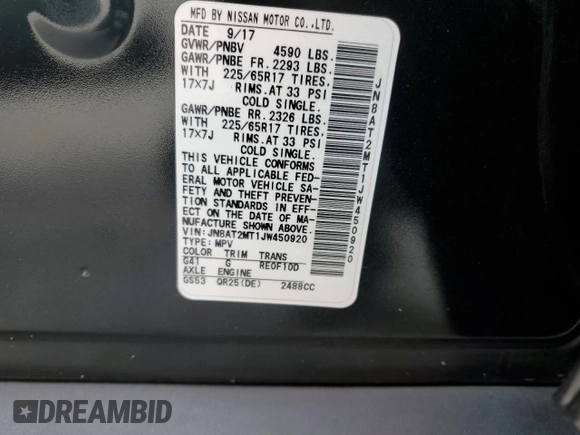 MFD BY NISSAN MOTOR CO.,LTD.
DATE 9/17
GVWR/PNBV 4590 LBS.
GAWR/PNBE FR. 2293 LBS.
WITH 225/65R17 TIRES,
17X7J RIMS.AT 33 PSI
COLD SINGLE.
GAWR/PNBE RR. 2326 LBS.
WITH 225/65R17 TIRES,
17X7J RIMS.AT 33 PSI
COLD SINGLE.
THIS VEHICLE CONFORMS
TO ALL APPLICABLE FED-
ERAL MOTOR VEHICLE SA-
FETY AND THEFT PREVEN-
TION STANDARDS IN EFF-
ECT ON THE DATE OF MA-
NUFACTURE SHOWN ABOVE.
VIN: JN8AT2MT1JW450920
TYPE: MPV
COLOR TRIM TRANS
G41 G RE0F10D
AXLE ENGINE
GS53 QR25(DE) 2488CC
JN8AT2MT1JW450920
DREAMBID